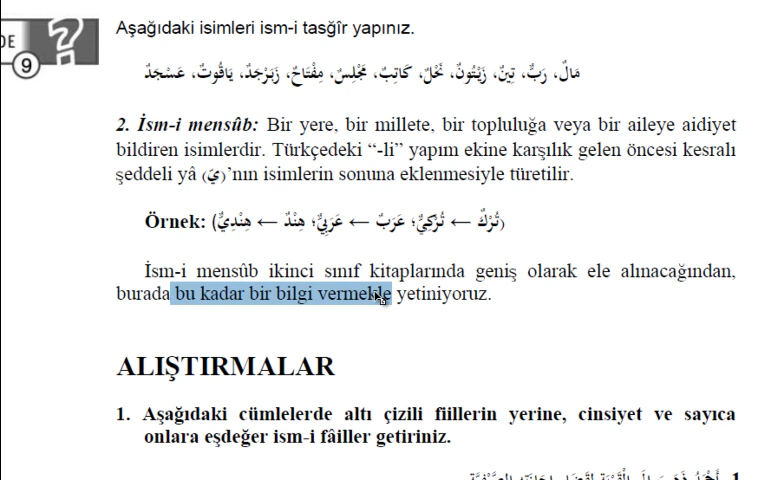 DE
?
9
Aşağıdaki isimleri ism-i tasğîr yapınız.
مَالٌ، رَبٌّ، تِينٌ، زَيْتُونٌ، نَحْلٌ، كَاتِبٌ، مَجْلِسٌ، مِفْتَاحٌ، زَبَرْجَدٌ، يَاقُوتٌ، عَسْجَدٌ
2. İsm-i mensûb: Bir yere, bir millete, bir topluluğa veya bir aileye aidiyet
bildiren isimlerdir. Türkçedeki “-li” yapım ekine karşılık gelen öncesi kesralı
şeddeli yâ (يّ)’nın isimlerin sonuna eklenmesiyle türetilir.
Örnek: (تُرْكٌ ← تُرْكِيٌّ؛ عَرَبٌ ← عَرَبِيٌّ؛ هِنْدٌ ← هِنْدِيٌّ)
İsm-i mensûb ikinci sınıf kitaplarında geniş olarak ele alınacağından,
burada bu kadar bir bilgi vermekle yetiniyoruz.
ALIŞTIRMALAR
1. Aşağıdaki cümlelerde altı çizili fiillerin yerine, cinsiyet ve sayıca
onlara eşdeğer ism-i fâiller getiriniz.